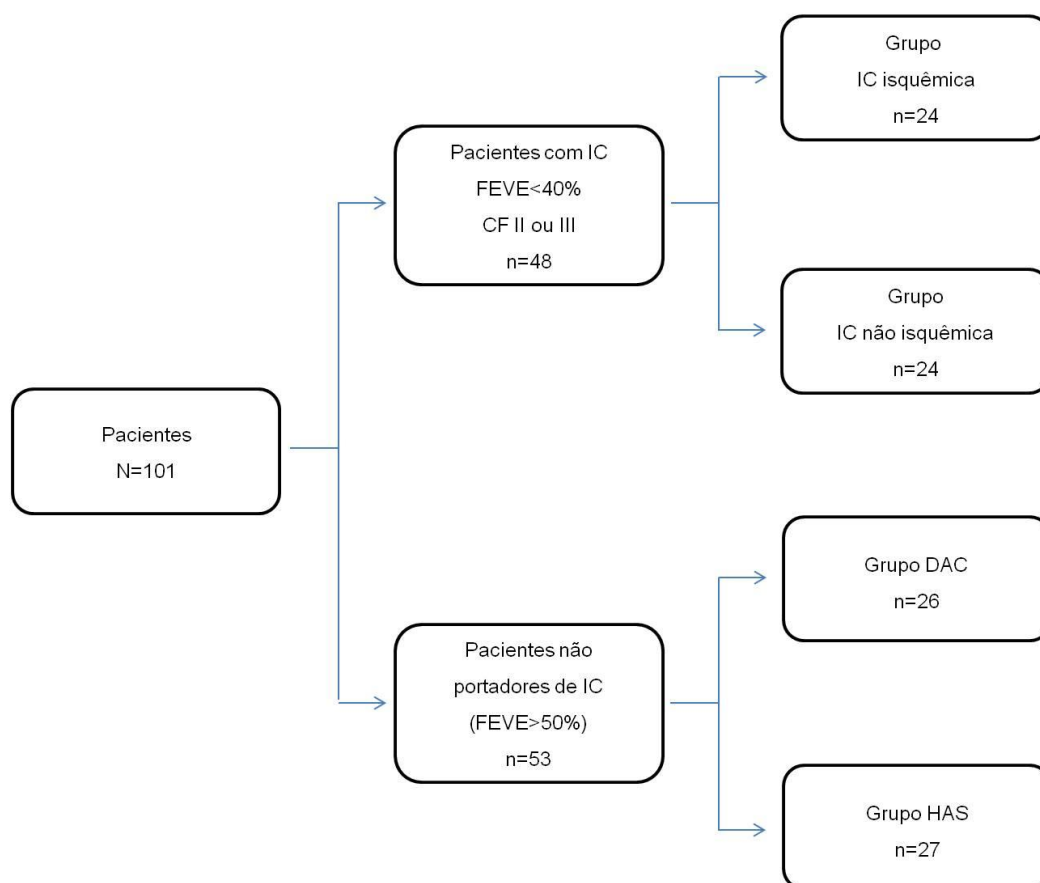 Pacientes
N=101
Pacientes com IC
FEVE<40%
CF II ou III
n=48
Grupo
IC isquêmica
n=24
Grupo
IC não isquêmica
n=24
Pacientes não
portadores de IC
(FEVE>50%)
n=53
Grupo DAC
n=26
Grupo HAS
n=27